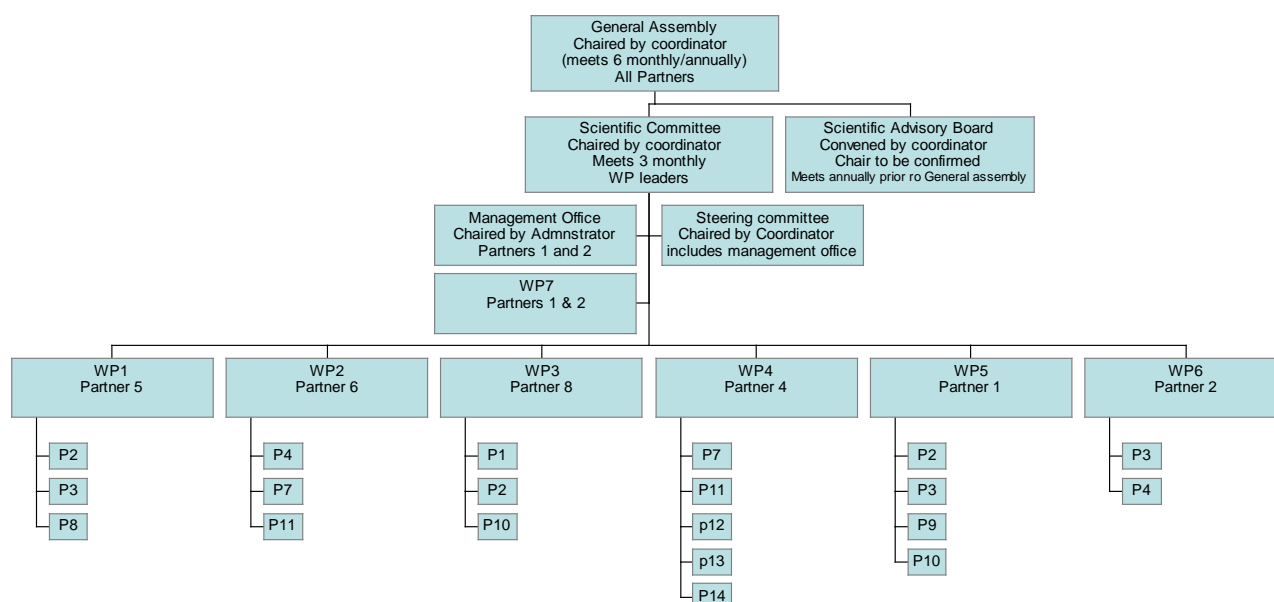 General Assembly
Chaired by coordinator
(meets 6 monthly/annually)
All Partners
Scientific Committee
Chaired by coordinator
Meets 3 monthly
WP leaders
Scientific Advisory Board
Convened by coordinator
Chair to be confirmed
Meets annually prior ro General assembly
Management Office
Chaired by Admnstrator
Partners 1 and 2
Steering committee
Chaired by Coordinator
includes management office
WP7
Partners 1 & 2
WP1
Partner 5
P2
P3
P8
WP2
Partner 6
P4
P7
P11
WP3
Partner 8
P1
P2
P10
WP4
Partner 4
P7
P11
p12
p13
P14
WP5
Partner 1
P2
P3
P9
P10
WP6
Partner 2
P3
P4